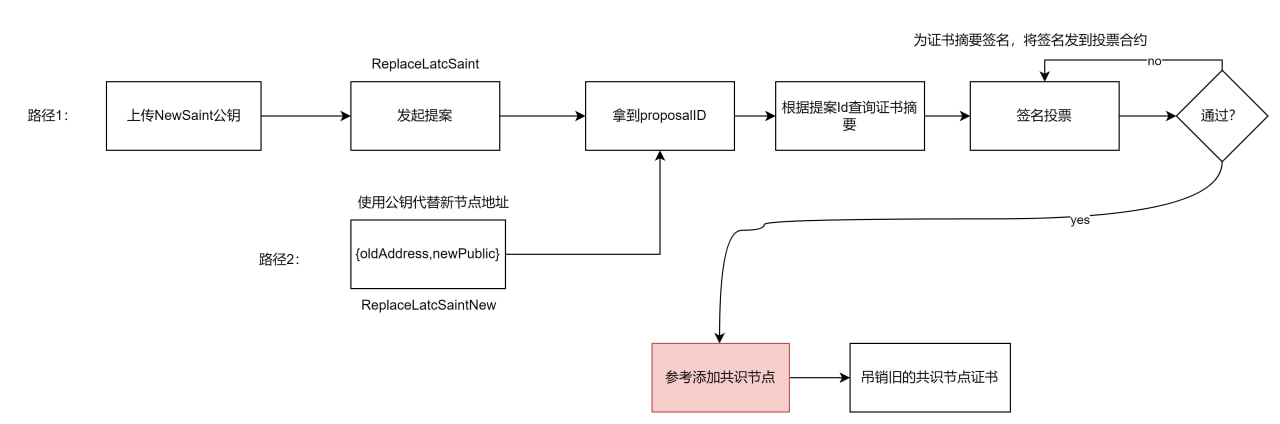 为证书摘要签名，将签名发到投票合约
no
ReplaceLatcSaint
路径1：
上传NewSaint公钥
发起提案
拿到proposalID
根据提案Id查询证书摘
要
签名投票
通过？
使用公钥代替新节点地址
yes
路径2：
{oldAddress,newPublic}
ReplaceLatcSaintNew
参考添加共识节点
吊销旧的共识节点证书